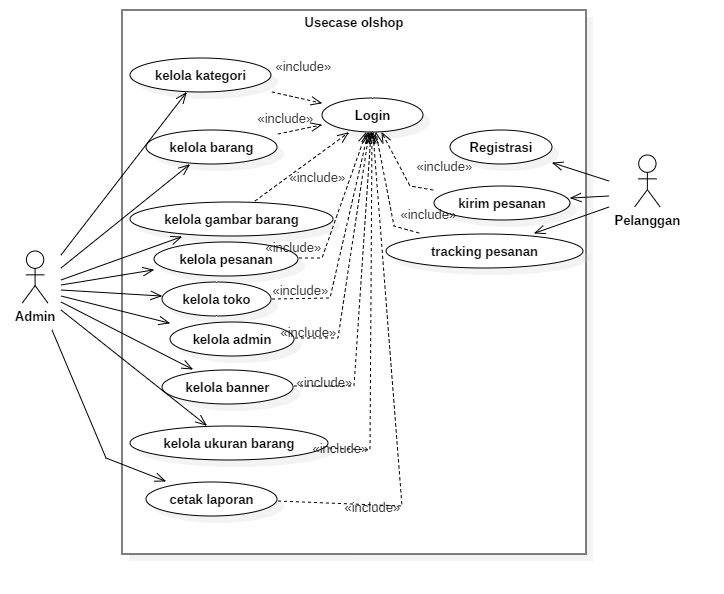 Usecase olshop
kelola kategori
«include»
Login
«include»
kelola barang
Registrasi
«include»
«include»
kirim pesanan
Pelanggan
kelola gambar barang
«include»
tracking pesanan
«include»
kelola pesanan
kelola toko
«include»
Admin
kelola admin
«include»
kelola banner
«include»
kelola ukuran barang
«include»
cetak laporan
«include»